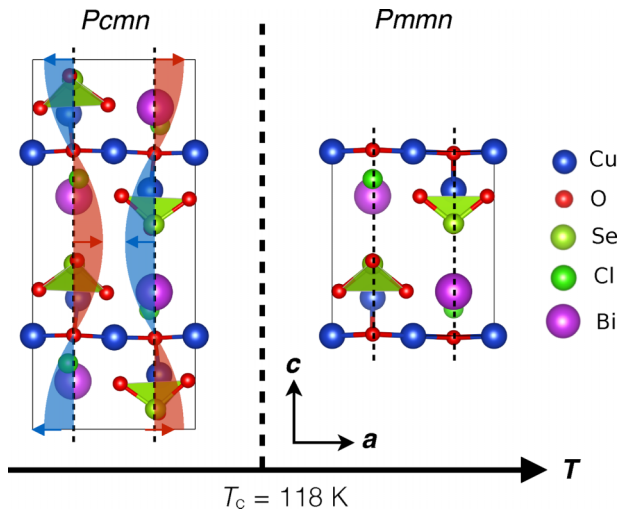 Pcmn
Pmmn
Cu
O
Se
Cl
Bi
c
a
T
Tc = 118 K